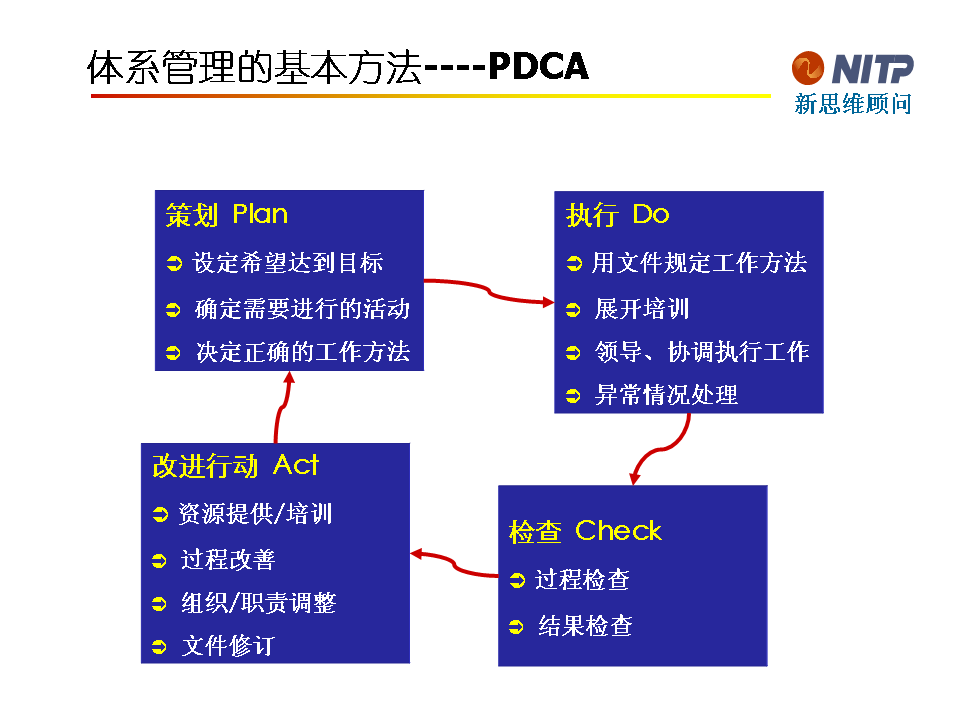 体系管理的基本方法----PDCA
NITP
新思维顾问
策划 Plan
设定希望达到目标
确定需要进行的活动
决定正确的工作方法
执行 Do
用文件规定工作方法
展开培训
领导、协调执行工作
异常情况处理
改进行动 Act
资源提供/培训
过程改善
组织/职责调整
文件修订
检查 Check
过程检查
结果检查